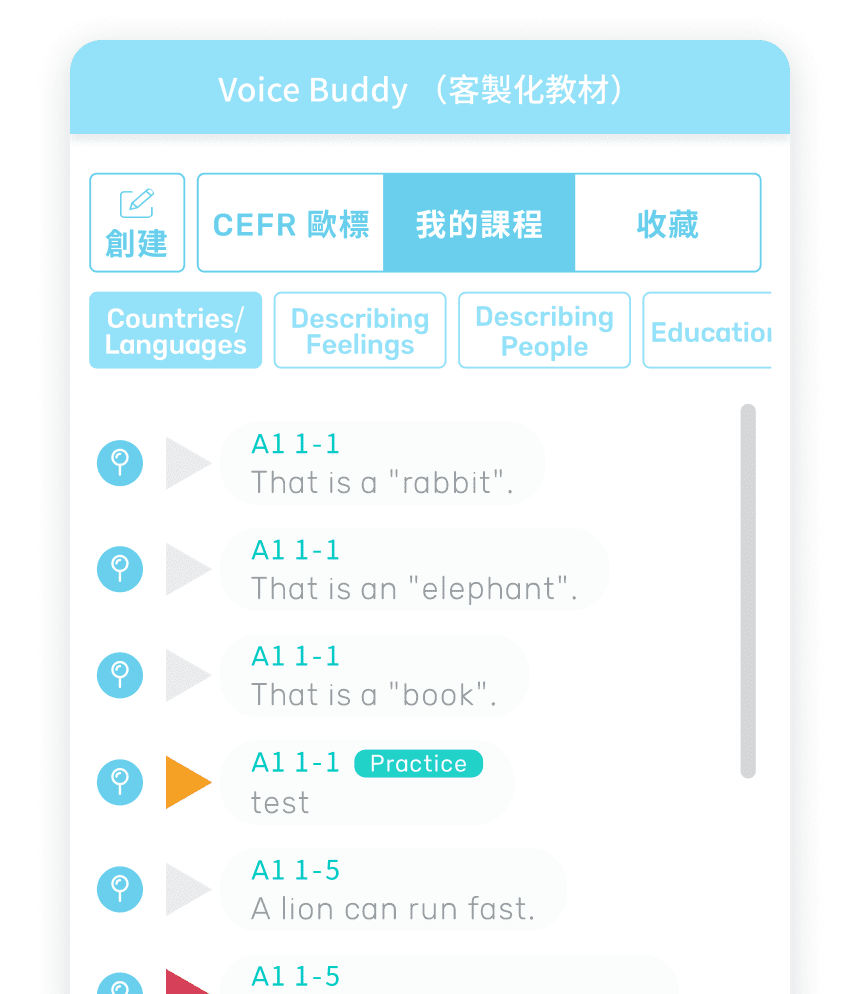 Voice Buddy （客製化教材）
創建
CEFR 歐標
我的課程
收藏
Countries/
Languages
Describing
Feelings
Describing
People
Education
A1 1-1
That is a "rabbit".
A1 1-1
That is an "elephant".
A1 1-1
That is a "book".
A1 1-1 Practice
test
A1 1-5
A lion can run fast.
A1 1-5